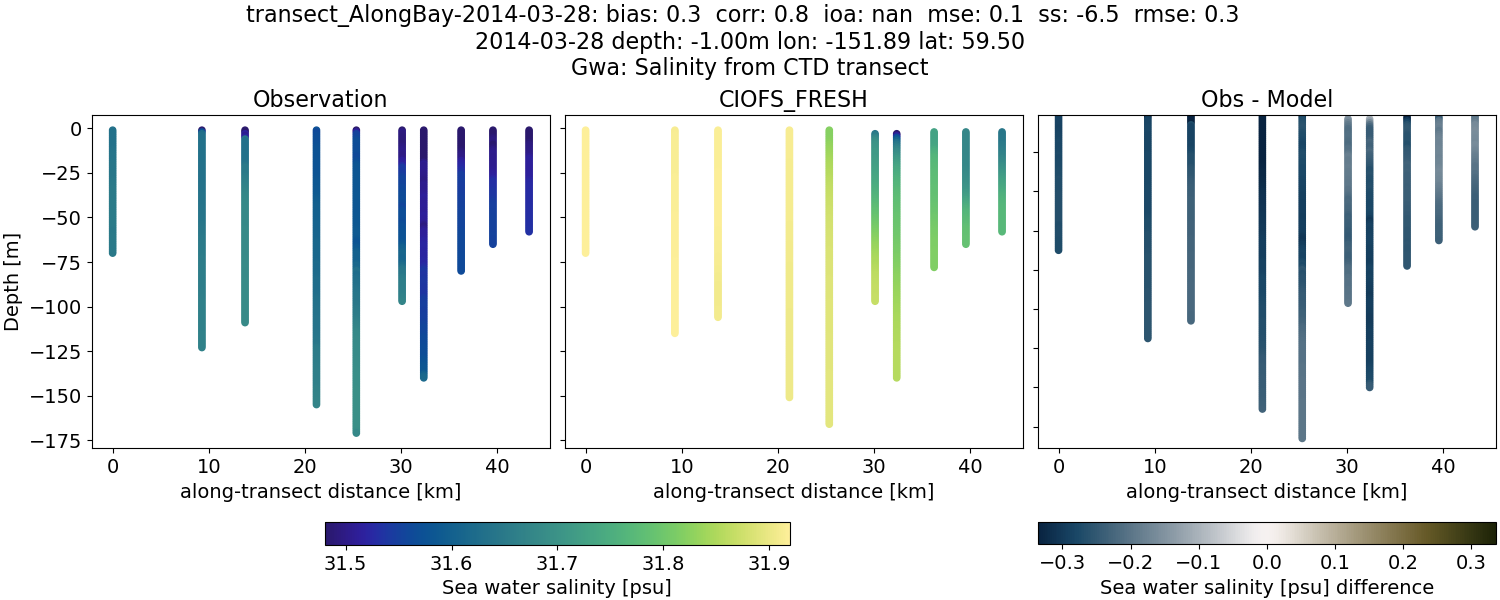 transect_AlongBay-2014-03-28: bias: 0.3  corr: 0.8  ioa: nan  mse: 0.1  ss: -6.5  rmse: 0.3
2014-03-28 depth: -1.00m lon: -151.89 lat: 59.50
Gwa: Salinity from CTD transect
Observation
CIOFS_FRESH
Obs - Model
Depth [m]
0
−25
−50
−75
−100
−125
−150
−175
0 10 20 30 40
0 10 20 30 40
0 10 20 30 40
along-transect distance [km]
along-transect distance [km]
along-transect distance [km]
31.5 31.6 31.7 31.8 31.9
Sea water salinity [psu]
−0.3 −0.2 −0.1 0.0 0.1 0.2 0.3
Sea water salinity [psu] difference